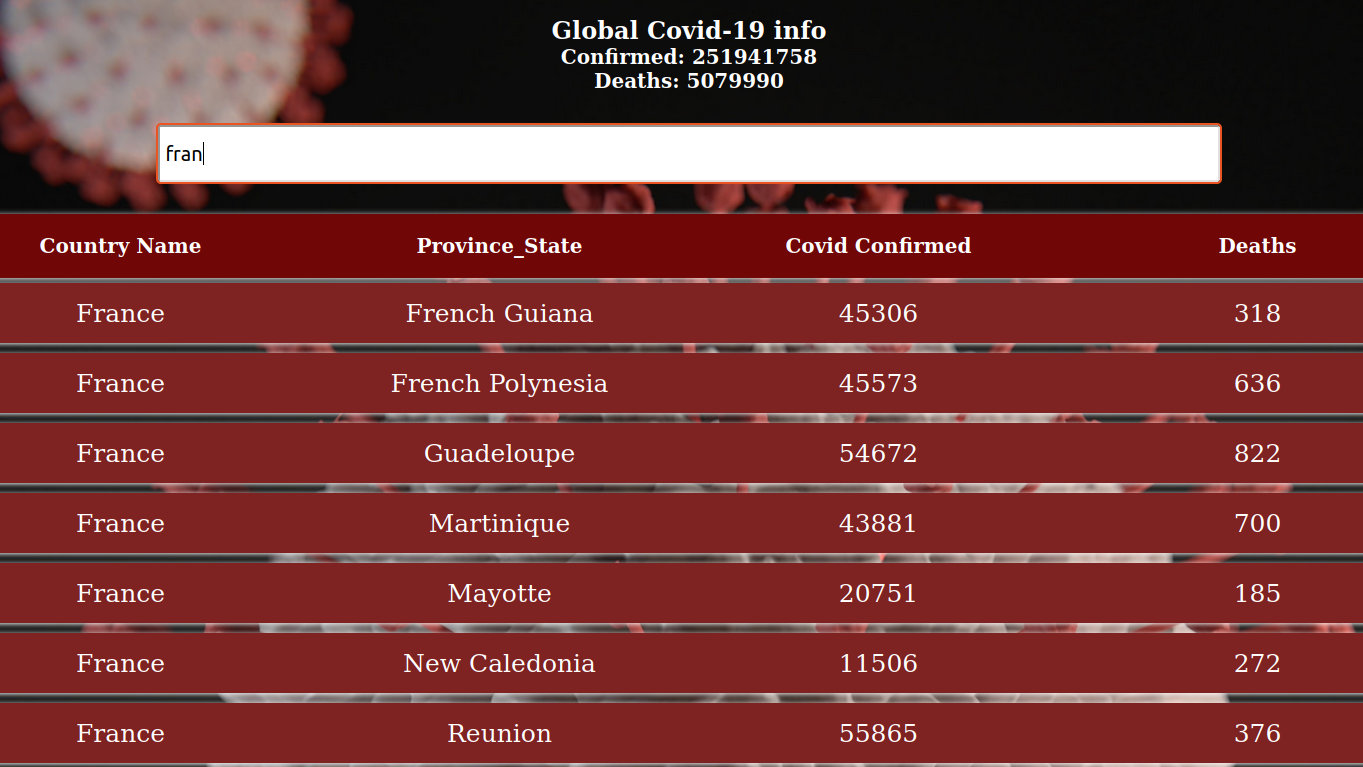 Global Covid-19 info
Confirmed: 251941758
Deaths: 5079990
fran
Country Name Province_State Covid Confirmed Deaths
France French Guiana 45306 318
France French Polynesia 45573 636
France Guadeloupe 54672 822
France Martinique 43881 700
France Mayotte 20751 185
France New Caledonia 11506 272
France Reunion 55865 376